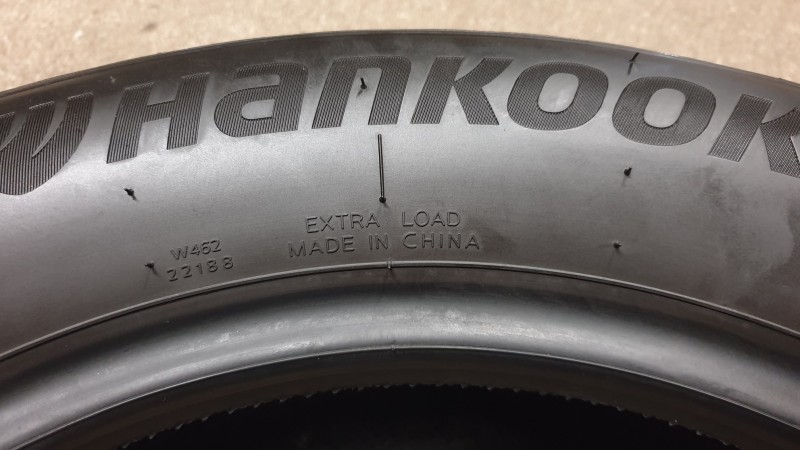 HANKOOK
EXTRA LOAD
MADE IN CHINA
W462
22188